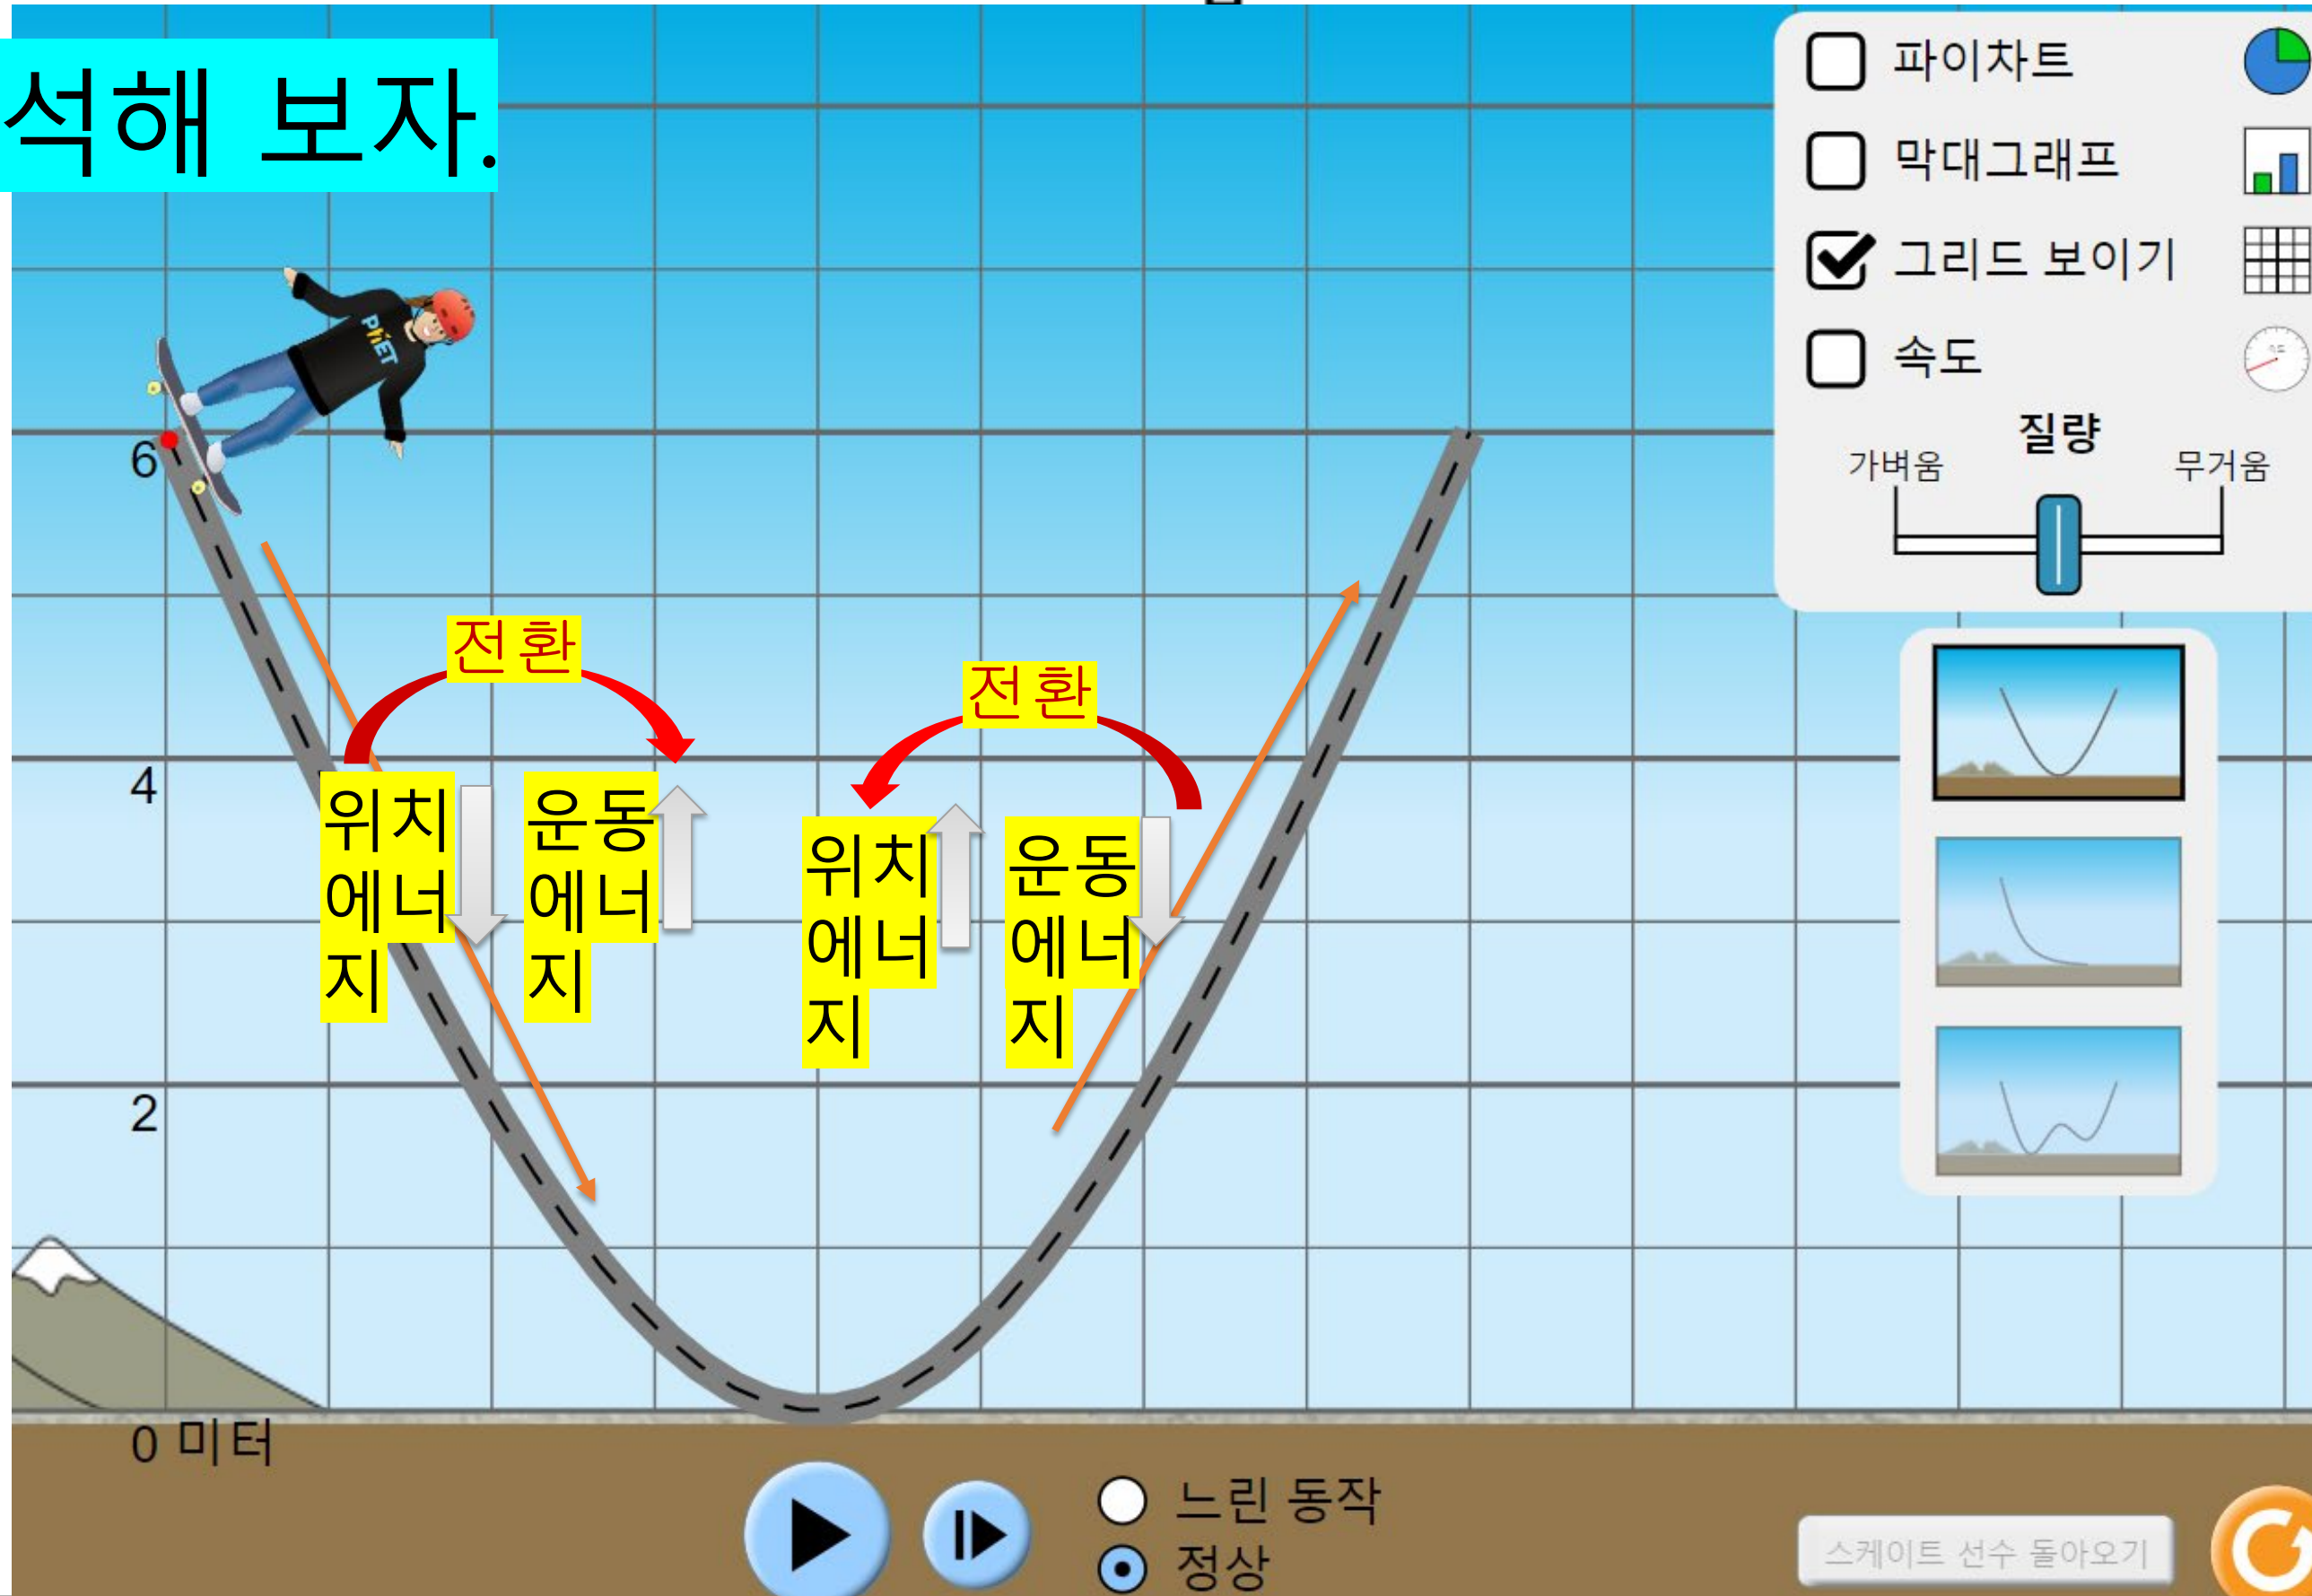 석해 보자.
파이차트
막대그래프
그리드 보이기
속도
질량
가벼움
무거움
PhET
6
4
2
0 미터
전환
위치
에너
지
운동
에너
지
전환
위치
에너
지
운동
에너
지
느린 동작
정상
스케이트 선수 돌아오기